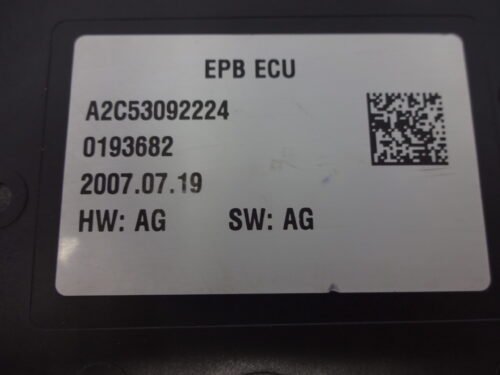 EPB ECU
A2C53092224
0193682
2007.07.19
HW: AG SW: AG